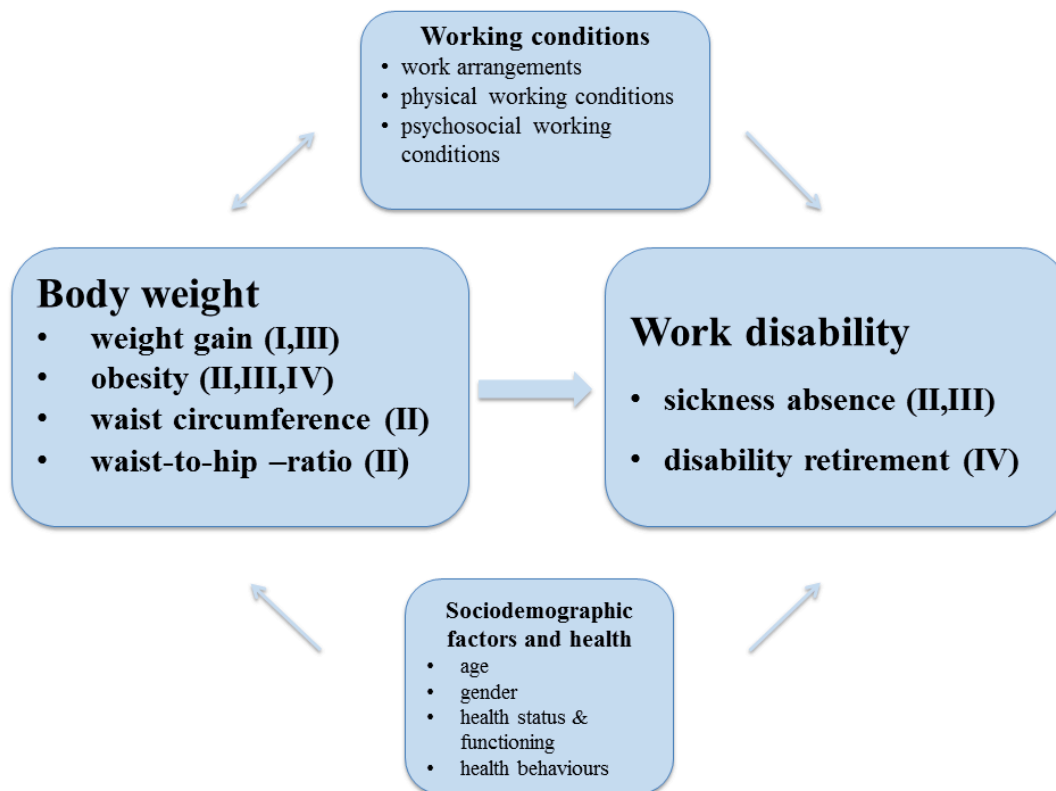 Working conditions
• work arrangements
• physical working conditions
• psychosocial working
conditions
Body weight
• weight gain (I,III)
• obesity (II,III,IV)
• waist circumference (II)
• waist-to-hip –ratio (II)
Work disability
• sickness absence (II,III)
• disability retirement (IV)
Sociodemographic
factors and health
• age
• gender
• health status &
functioning
• health behaviours